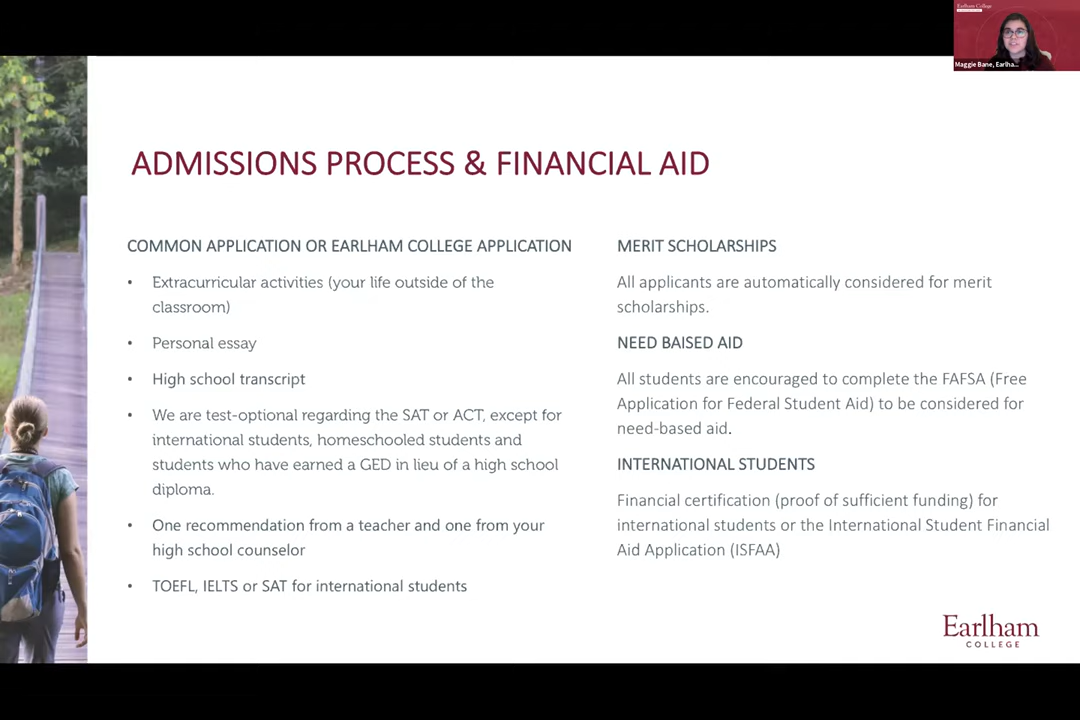 Earlham College
Maggie Bane, Earlha...
ADMISSIONS PROCESS & FINANCIAL AID
COMMON APPLICATION OR EARLHAM COLLEGE APPLICATION
• Extracurricular activities (your life outside of the
classroom)
• Personal essay
• High school transcript
• We are test-optional regarding the SAT or ACT, except for
international students, homeschooled students and
students who have earned a GED in lieu of a high school
diploma.
• One recommendation from a teacher and one from your
high school counselor
• TOEFL, IELTS or SAT for international students
MERIT SCHOLARSHIPS
All applicants are automatically considered for merit
scholarships.
NEED BAISED AID
All students are encouraged to complete the FAFSA (Free
Application for Federal Student Aid) to be considered for
need-based aid.
INTERNATIONAL STUDENTS
Financial certification (proof of sufficient funding) for
international students or the International Student Financial
Aid Application (ISFAA)
Earlham
COLLEGE